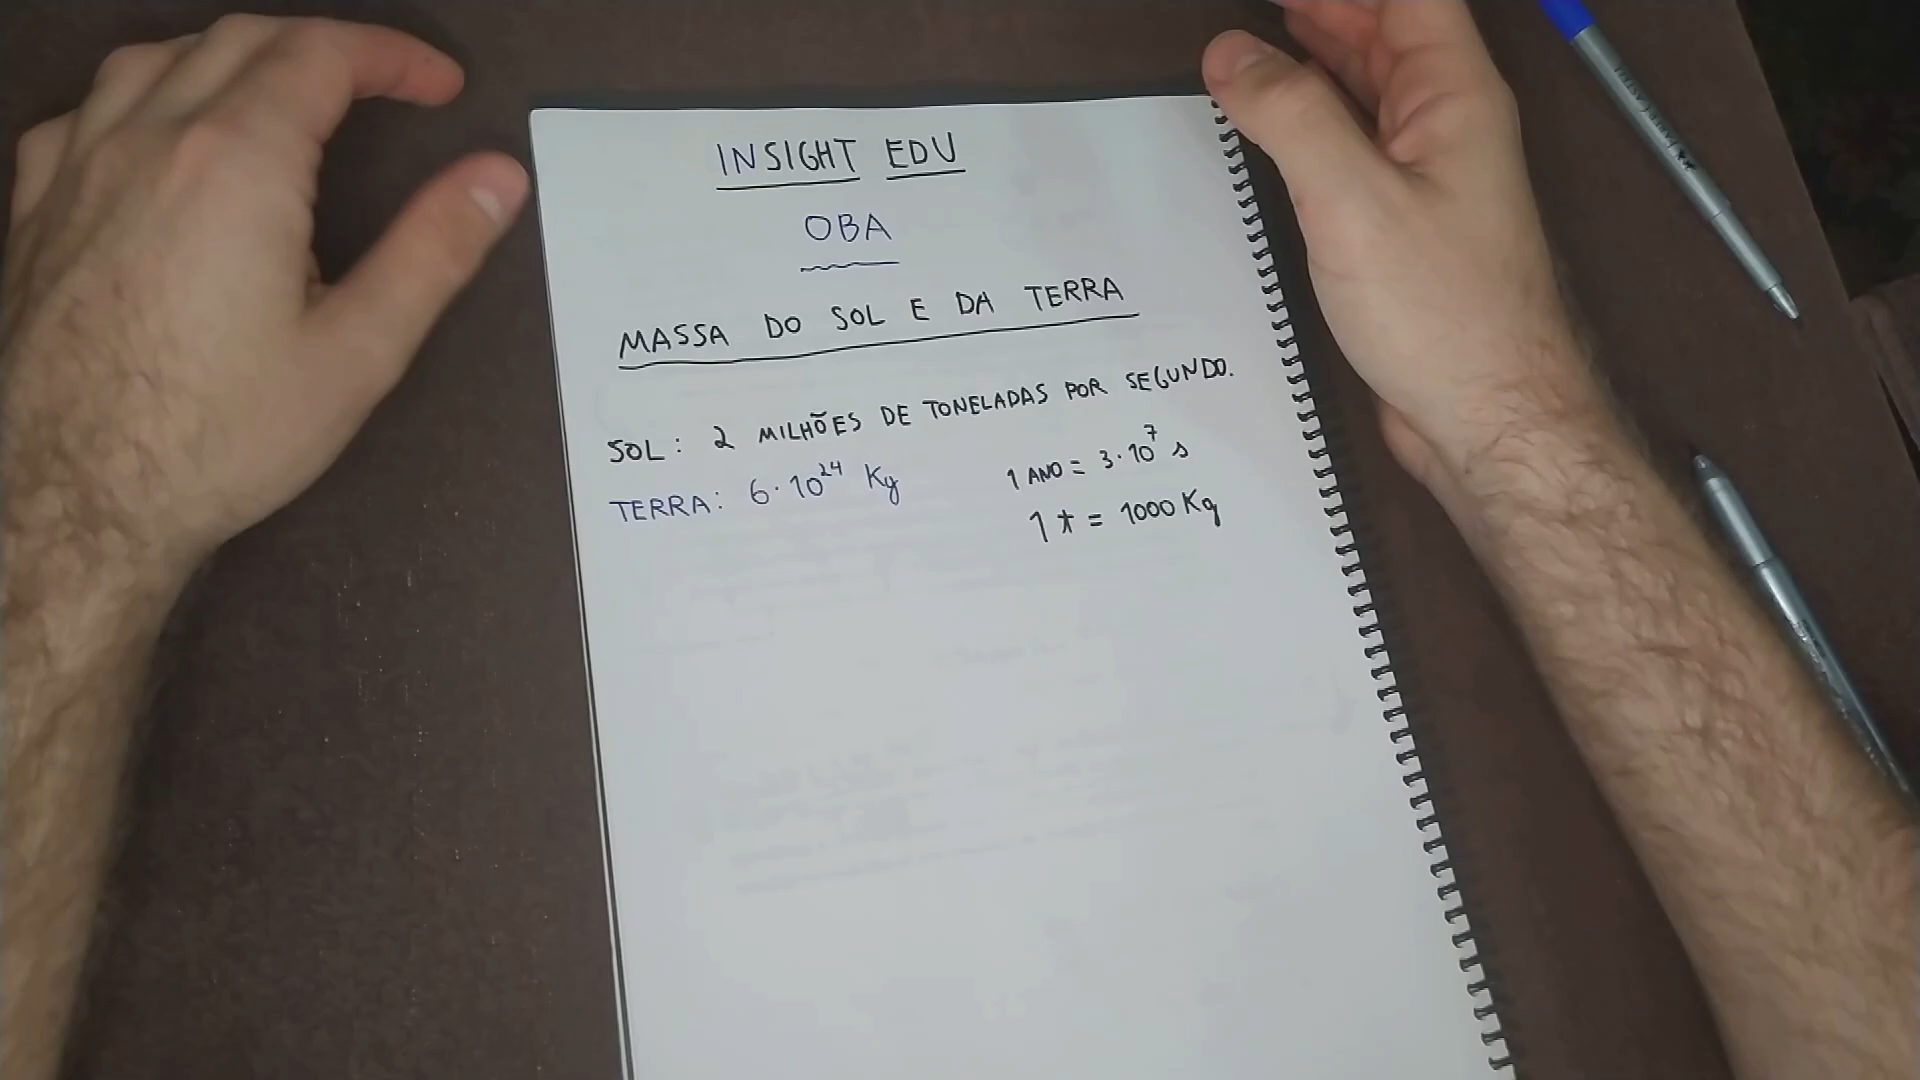 INSIGHT EDU
OBA
MASSA DO SOL E DA TERRA
SOL: 2 MILHÕES DE TONELADAS POR SEGUNDO.
TERRA: 6·10²⁴ Kg
1 ANO = 3·10⁷ s
1 t = 1000 Kg